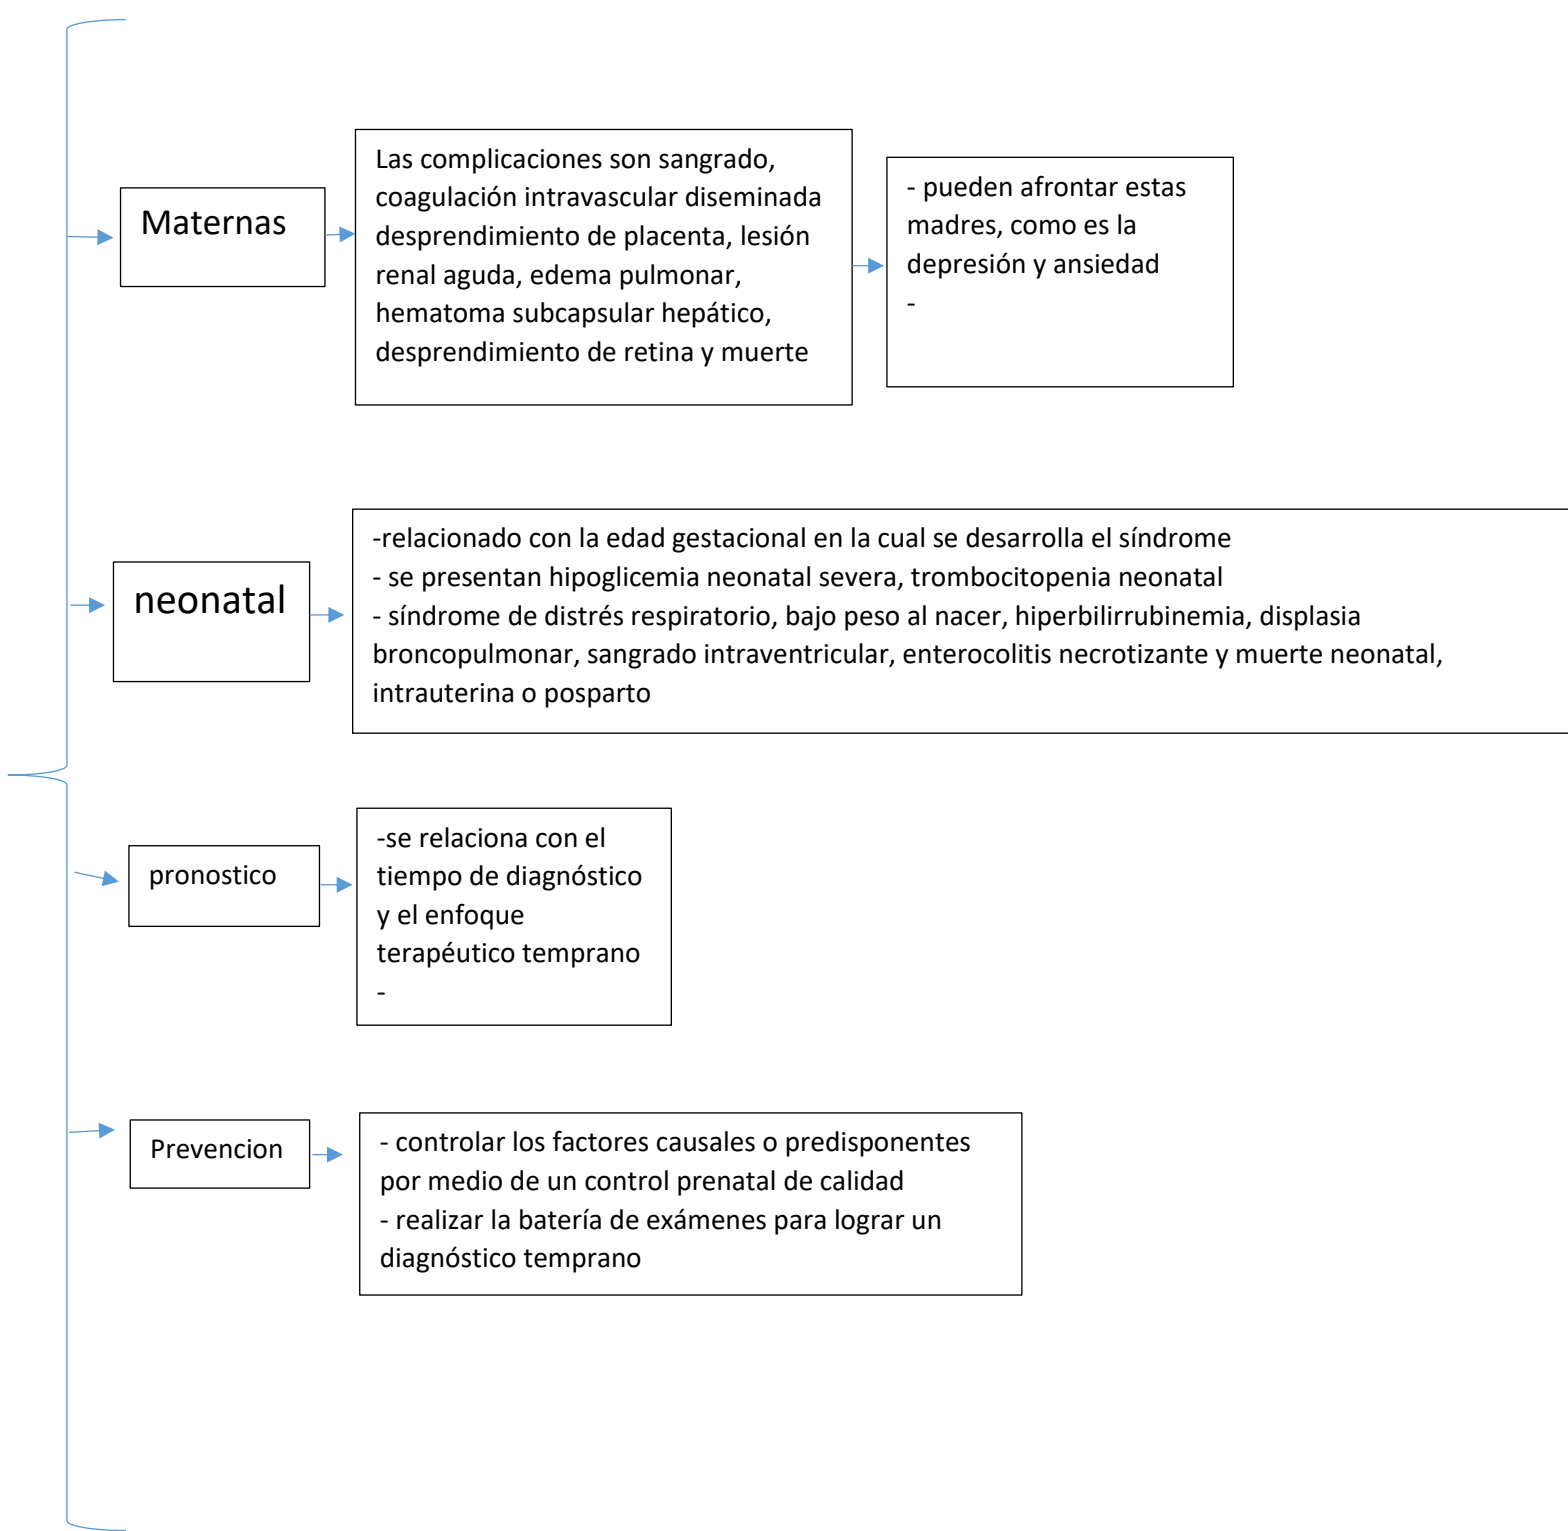 Maternas
Las complicaciones son sangrado,
coagulación intravascular diseminada
desprendimiento de placenta, lesión
renal aguda, edema pulmonar,
hematoma subcapsular hepático,
desprendimiento de retina y muerte
- pueden afrontar estas
madres, como es la
depresión y ansiedad
-
neonatal
-relacionado con la edad gestacional en la cual se desarrolla el síndrome
- se presentan hipoglicemia neonatal severa, trombocitopenia neonatal
- síndrome de distrés respiratorio, bajo peso al nacer, hiperbilirrubinemia, displasia
broncopulmonar, sangrado intraventricular, enterocolitis necrotizante y muerte neonatal,
intrauterina o posparto
pronostico
-se relaciona con el
tiempo de diagnóstico
y el enfoque
terapéutico temprano
-
Prevencion
- controlar los factores causales o predisponentes
por medio de un control prenatal de calidad
- realizar la batería de exámenes para lograr un
diagnóstico temprano